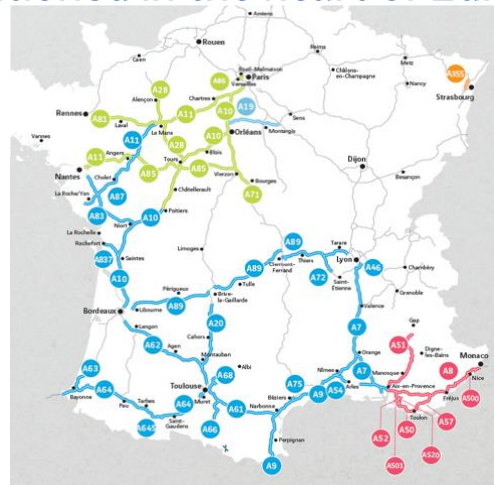 Amiens
Rouen
Caen
Reims
Metz
Rueil-Malmaison
Paris
Versailles
Châlons-
en-Champagne
Nancy
A86
A28
Alençon
Chartres
A11
A10
A19
Sens
A355
Strasbourg
Rennes
A81
Laval
Le Mans
Orléans
Montargis
Vannes
A11
A28
A10
Blois
A11
Angers
Tours
A85
A85
Vierzon
Bourges
Dijon
Besançon
Nantes
Cholet
A87
La Roche/Yon
Châtellerault
A71
A83
Niort
A10
Poitiers
La Rochelle
Rochefort
A837
Saintes
Limoges
A89
Clermont-
Ferrand
Thiers
Tarare
Lyon
A46
A72
Saint-
Étienne
Chambéry
A10
Périgueux
A89
Tulle
Brive-
la-Gaillarde
Grenoble
Valence
Bordeaux
Libourne
A89
A20
A7
Langon
Cahors
Gap
A62
Agen
Montauban
Orange
A51
Digne-
les-Bains
Monaco
A63
A68
Albi
A75
Nîmes
A7
Manosque
A8
Nice
A64
Toulouse
Béziers
A9
A54
Arles
Aix-en-Provence
Fréjus
A500
Bayonne
Pau
Tarbes
A64
Muret
A61
Narbonne
Toulon
A57
A645
Saint-
Gaudens
A66
Perpignan
A52
A50
A9
A501
A520